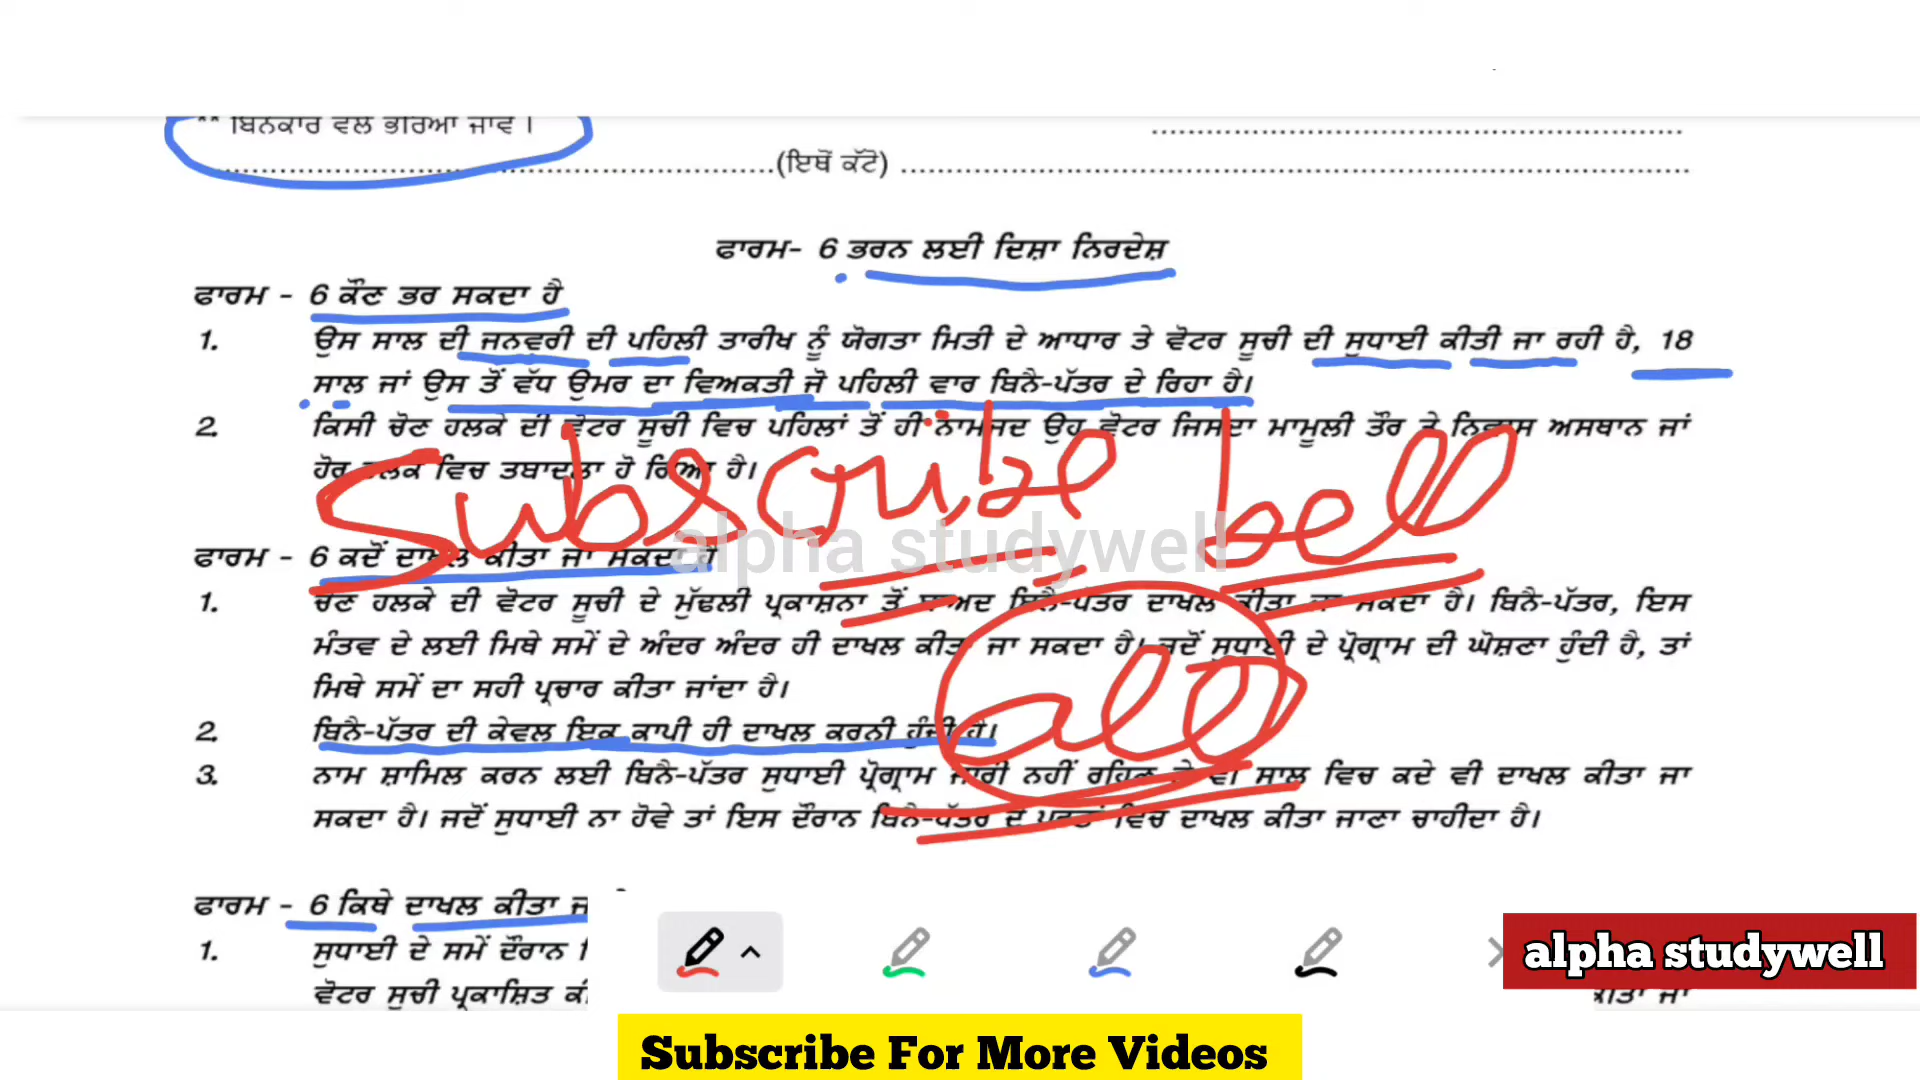 ** ਬਿਨੈਕਾਰ ਵਲੋਂ ਭਰਿਆ ਜਾਵੇ ।
(ਇਥੋਂ ਕੱਟੋ)
ਫਾਰਮ- 6 ਭਰਨ ਲਈ ਦਿਸ਼ਾ ਨਿਰਦੇਸ਼
ਫਾਰਮ - 6 ਕੌਣ ਭਰ ਸਕਦਾ ਹੈ
1. ਉਸ ਸਾਲ ਦੀ ਜਨਵਰੀ ਦੀ ਪਹਿਲੀ ਤਾਰੀਖ ਨੂੰ ਯੋਗਤਾ ਮਿਤੀ ਦੇ ਆਧਾਰ ਤੇ ਵੋਟਰ ਸੂਚੀ ਦੀ ਸੁਧਾਈ ਕੀਤੀ ਜਾ ਰਹੀ ਹੈ, 18
ਸਾਲ ਜਾਂ ਉਸ ਤੋਂ ਵੱਧ ਉਮਰ ਦਾ ਵਿਅਕਤੀ ਜੋ ਪਹਿਲੀ ਵਾਰ ਬਿਨੈ-ਪੱਤਰ ਦੇ ਰਿਹਾ ਹੈ।
2. ਕਿਸੀ ਚੋਣ ਹਲਕੇ ਦੀ ਵੋਟਰ ਸੂਚੀ ਵਿਚ ਪਹਿਲਾਂ ਤੋਂ ਹੀ ਨਾਮਜਦ ਉਹ ਵੋਟਰ ਜਿਸਦਾ ਮਾਮੂਲੀ ਤੌਰ ਤੇ ਨਿਵਾਸ ਅਸਥਾਨ ਜਾਂ
ਹੋਰ ਹਲਕੇ ਵਿਚ ਤਬਾਦਲਾ ਹੋ ਗਿਆ ਹੈ।
Subscribe bell
alpha studywell
ਫਾਰਮ - 6 ਕਦੋਂ ਦਾਖਲ ਕੀਤਾ ਜਾ ਸਕਦਾ ਹੈ
1. ਚੋਣ ਹਲਕੇ ਦੀ ਵੋਟਰ ਸੂਚੀ ਦੇ ਮੁੱਢਲੀ ਪ੍ਰਕਾਸ਼ਨਾ ਤੋਂ ਬਾਅਦ ਬਿਨੈ-ਪੱਤਰ ਦਾਖਲ ਕੀਤਾ ਜਾ ਸਕਦਾ ਹੈ। ਬਿਨੈ-ਪੱਤਰ, ਇਸ
ਮੰਤਵ ਦੇ ਲਈ ਮਿਥੇ ਸਮੇਂ ਦੇ ਅੰਦਰ ਅੰਦਰ ਹੀ ਦਾਖਲ ਕੀਤਾ ਜਾ ਸਕਦਾ ਹੈ। ਜਦੋਂ ਸੁਧਾਈ ਦੇ ਪ੍ਰੋਗ੍ਰਾਮ ਦੀ ਘੋਸ਼ਣਾ ਹੁੰਦੀ ਹੈ, ਤਾਂ
ਮਿਥੇ ਸਮੇਂ ਦਾ ਸਹੀ ਪ੍ਰਚਾਰ ਕੀਤਾ ਜਾਂਦਾ ਹੈ।
all
2. ਬਿਨੈ-ਪੱਤਰ ਦੀ ਕੇਵਲ ਇਕ ਕਾਪੀ ਹੀ ਦਾਖਲ ਕਰਨੀ ਹੁੰਦੀ ਹੈ।
3. ਨਾਮ ਸ਼ਾਮਿਲ ਕਰਨ ਲਈ ਬਿਨੈ-ਪੱਤਰ ਸੁਧਾਈ ਪ੍ਰੋਗ੍ਰਾਮ ਜਾਰੀ ਨਹੀਂ ਰਹਿਣ ਤੇ ਵੀ ਸਾਲ ਵਿਚ ਕਦੇ ਵੀ ਦਾਖਲ ਕੀਤਾ ਜਾ
ਸਕਦਾ ਹੈ। ਜਦੋਂ ਸੁਧਾਈ ਨਾ ਹੋਵੇ ਤਾਂ ਇਸ ਦੌਰਾਨ ਬਿਨੈ-ਪੱਤਰ ਦੋ ਪਰਤਾਂ ਵਿਚ ਦਾਖਲ ਕੀਤਾ ਜਾਣਾ ਚਾਹੀਦਾ ਹੈ।
ਫਾਰਮ - 6 ਕਿਥੇ ਦਾਖਲ ਕੀਤਾ
1. ਸੁਧਾਈ ਦੇ ਸਮੇਂ ਦੌਰਾਨ
alpha studywell
ਵੋਟਰ ਸੂਚੀ ਪ੍ਰਕਾਸ਼ਿਤ ਕੀਤਾ ਜਾ
Subscribe For More Videos